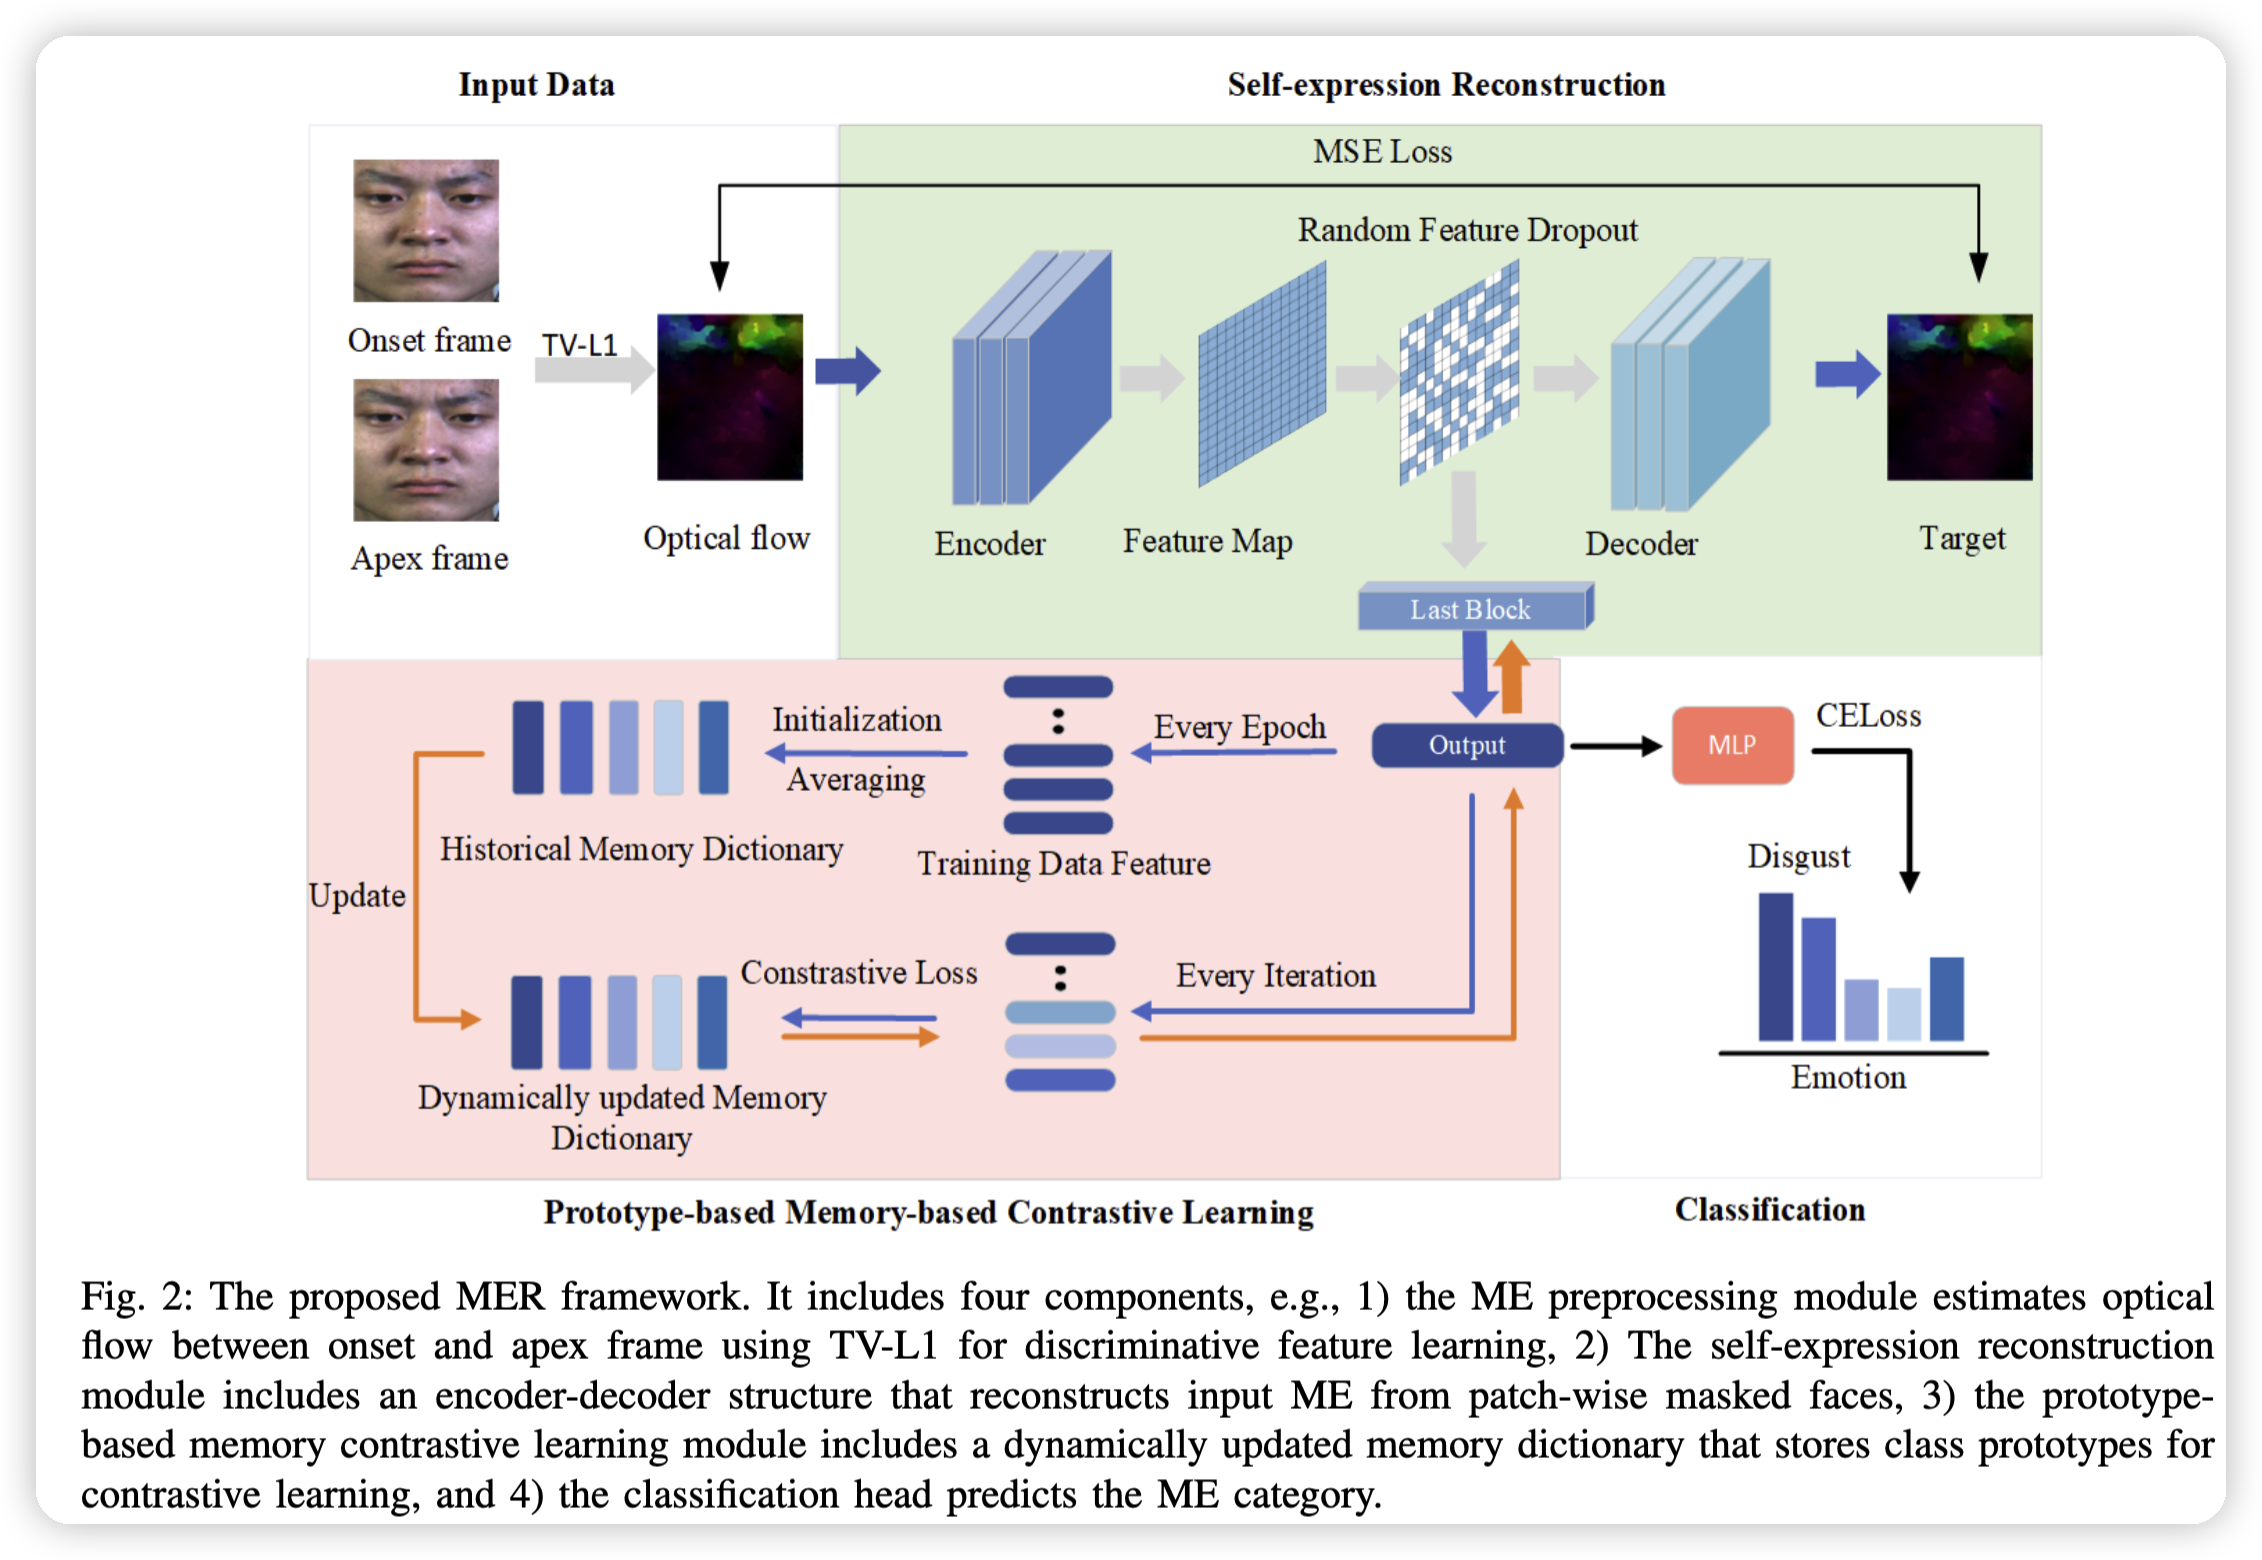 Input Data
Self-expression Reconstruction
MSE Loss
Random Feature Dropout
Onset frame
TV-L1
Apex frame
Optical flow
Encoder
Feature Map
Decoder
Target
Last Block
Initialization
Averaging
Every Epoch
Output
MLP
CELoss
Historical Memory Dictionary
Training Data Feature
Update
Disgust
Constrastive Loss
Every Iteration
Dynamically updated Memory
Dictionary
Emotion
Prototype-based Memory-based Contrastive Learning
Classification
Fig. 2: The proposed MER framework. It includes four components, e.g., 1) the ME preprocessing module estimates optical
flow between onset and apex frame using TV-L1 for discriminative feature learning, 2) The self-expression reconstruction
module includes an encoder-decoder structure that reconstructs input ME from patch-wise masked faces, 3) the prototype-
based memory contrastive learning module includes a dynamically updated memory dictionary that stores class prototypes for
contrastive learning, and 4) the classification head predicts the ME category.